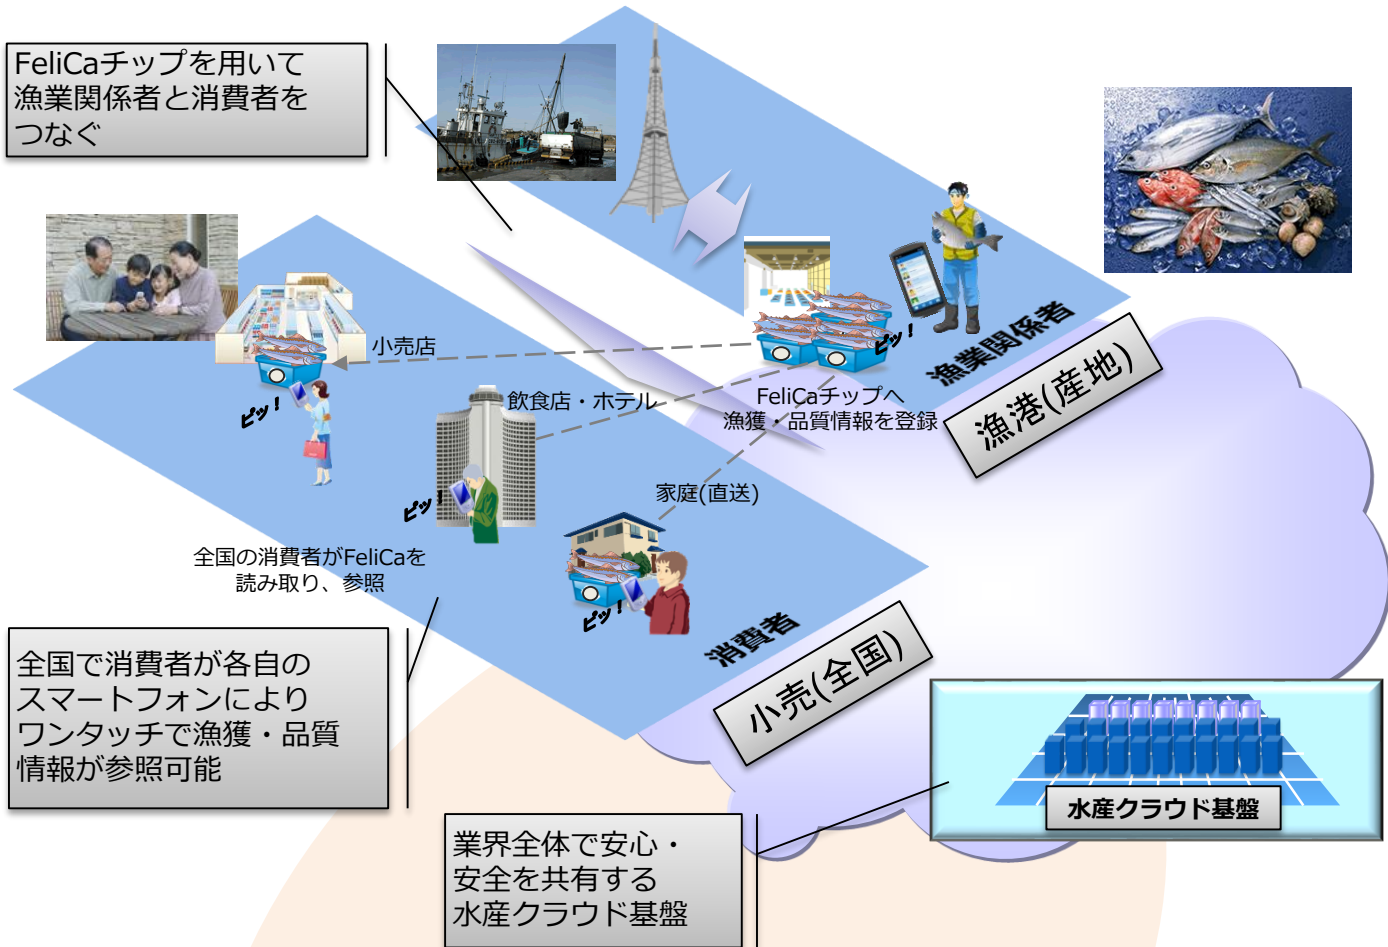 FeliCaチップを用いて
漁業関係者と消費者を
つなぐ
ピッ！
漁業関係者
小売店
ピッ！
飲食店・ホテル
FeliCaチップへ
漁獲・品質情報を登録
漁港(産地)
家庭(直送)
ピッ！
全国の消費者がFeliCaを
読み取り、参照
ピッ！
消費者
小売(全国)
全国で消費者が各自の
スマートフォンにより
ワンタッチで漁獲・品質
情報が参照可能
水産クラウド基盤
業界全体で安心・
安全を共有する
水産クラウド基盤